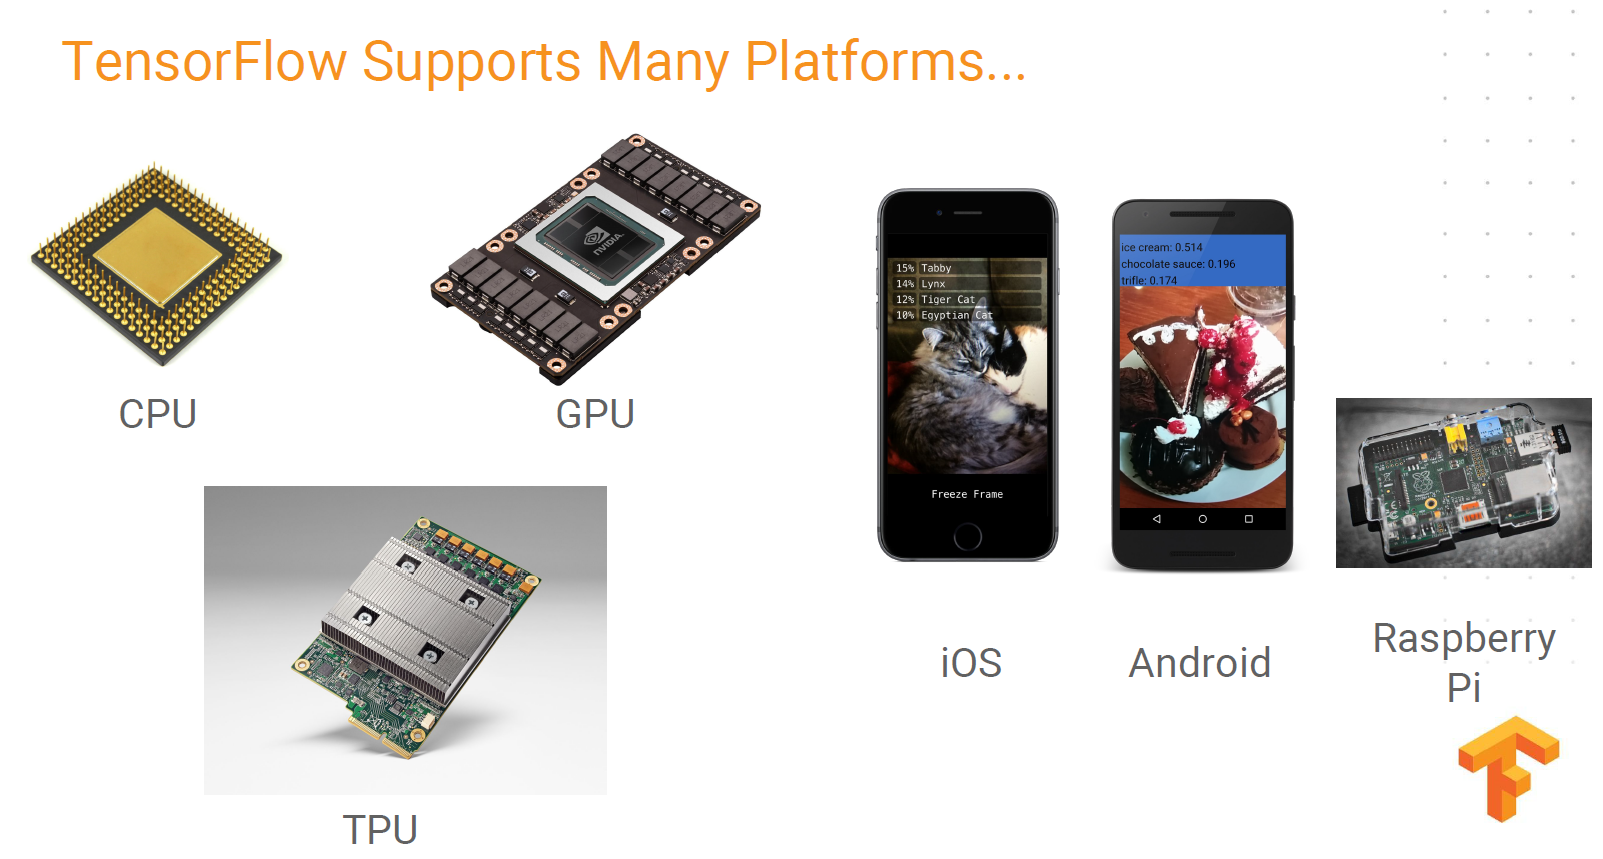 TensorFlow Supports Many Platforms...
CPU
NVIDIA.
GPU
15% Tabby
14% Lynx
12% Tiger Cat
10% Egyptian Cat
Freeze Frame
iOS
ice cream: 0.514
chocolate sauce: 0.196
trifle: 0.174
Android
Raspberry
Pi
TPU